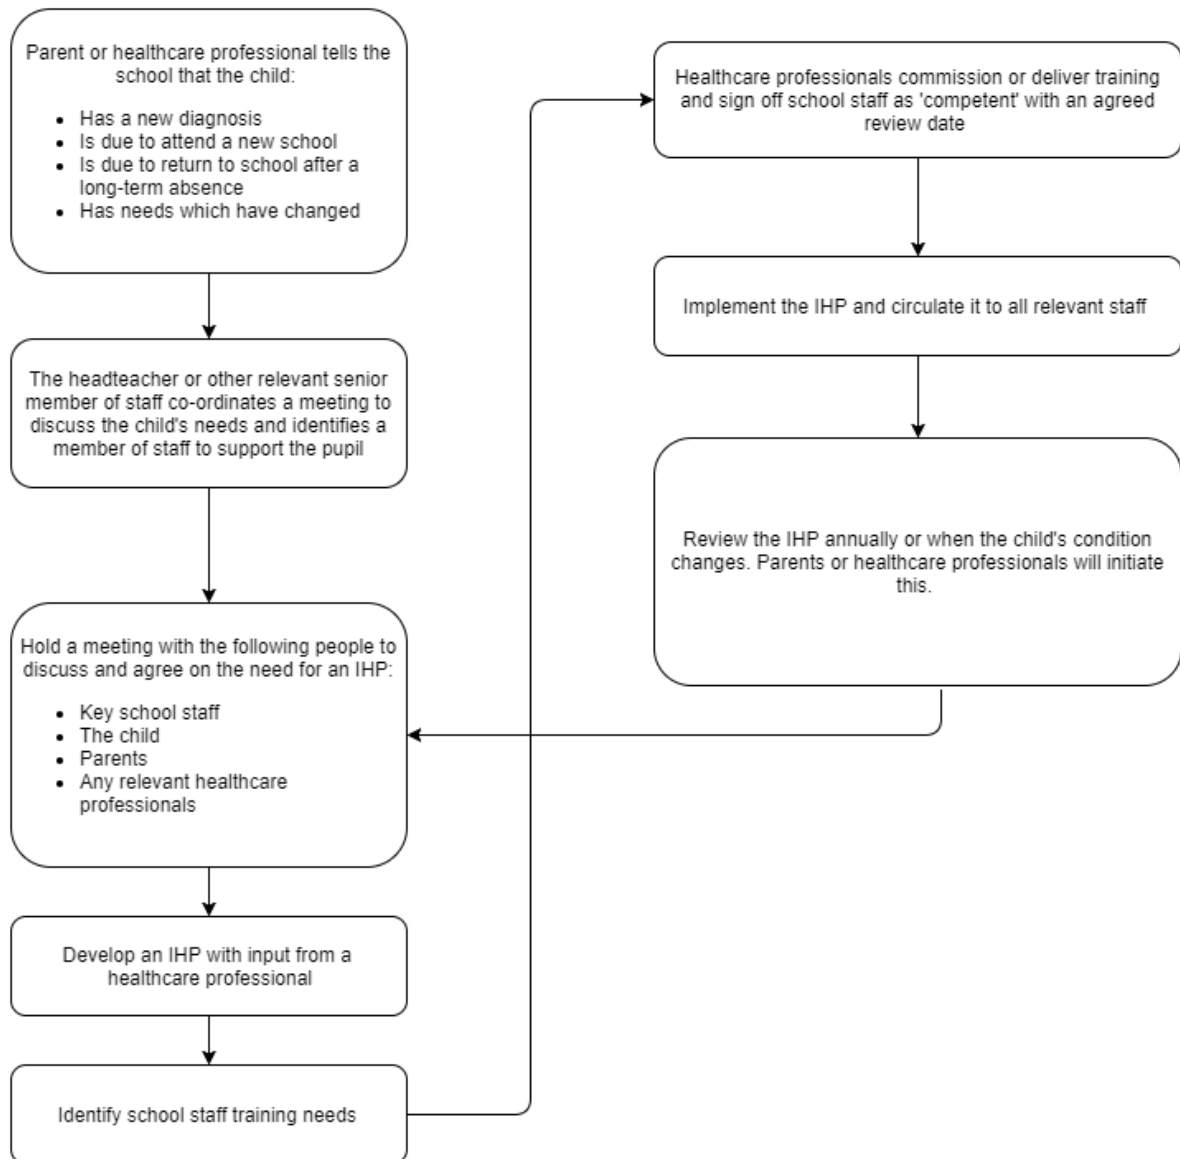 Parent or healthcare professional tells the
school that the child:
• Has a new diagnosis
• Is due to attend a new school
• Is due to return to school after a
long-term absence
• Has needs which have changed
The headteacher or other relevant senior
member of staff co-ordinates a meeting to
discuss the child's needs and identifies a
member of staff to support the pupil
Hold a meeting with the following people to
discuss and agree on the need for an IHP:
• Key school staff
• The child
• Parents
• Any relevant healthcare
professionals
Develop an IHP with input from a
healthcare professional
Identify school staff training needs
Healthcare professionals commission or deliver training
and sign off school staff as 'competent' with an agreed
review date
Implement the IHP and circulate it to all relevant staff
Review the IHP annually or when the child's condition
changes. Parents or healthcare professionals will initiate
this.